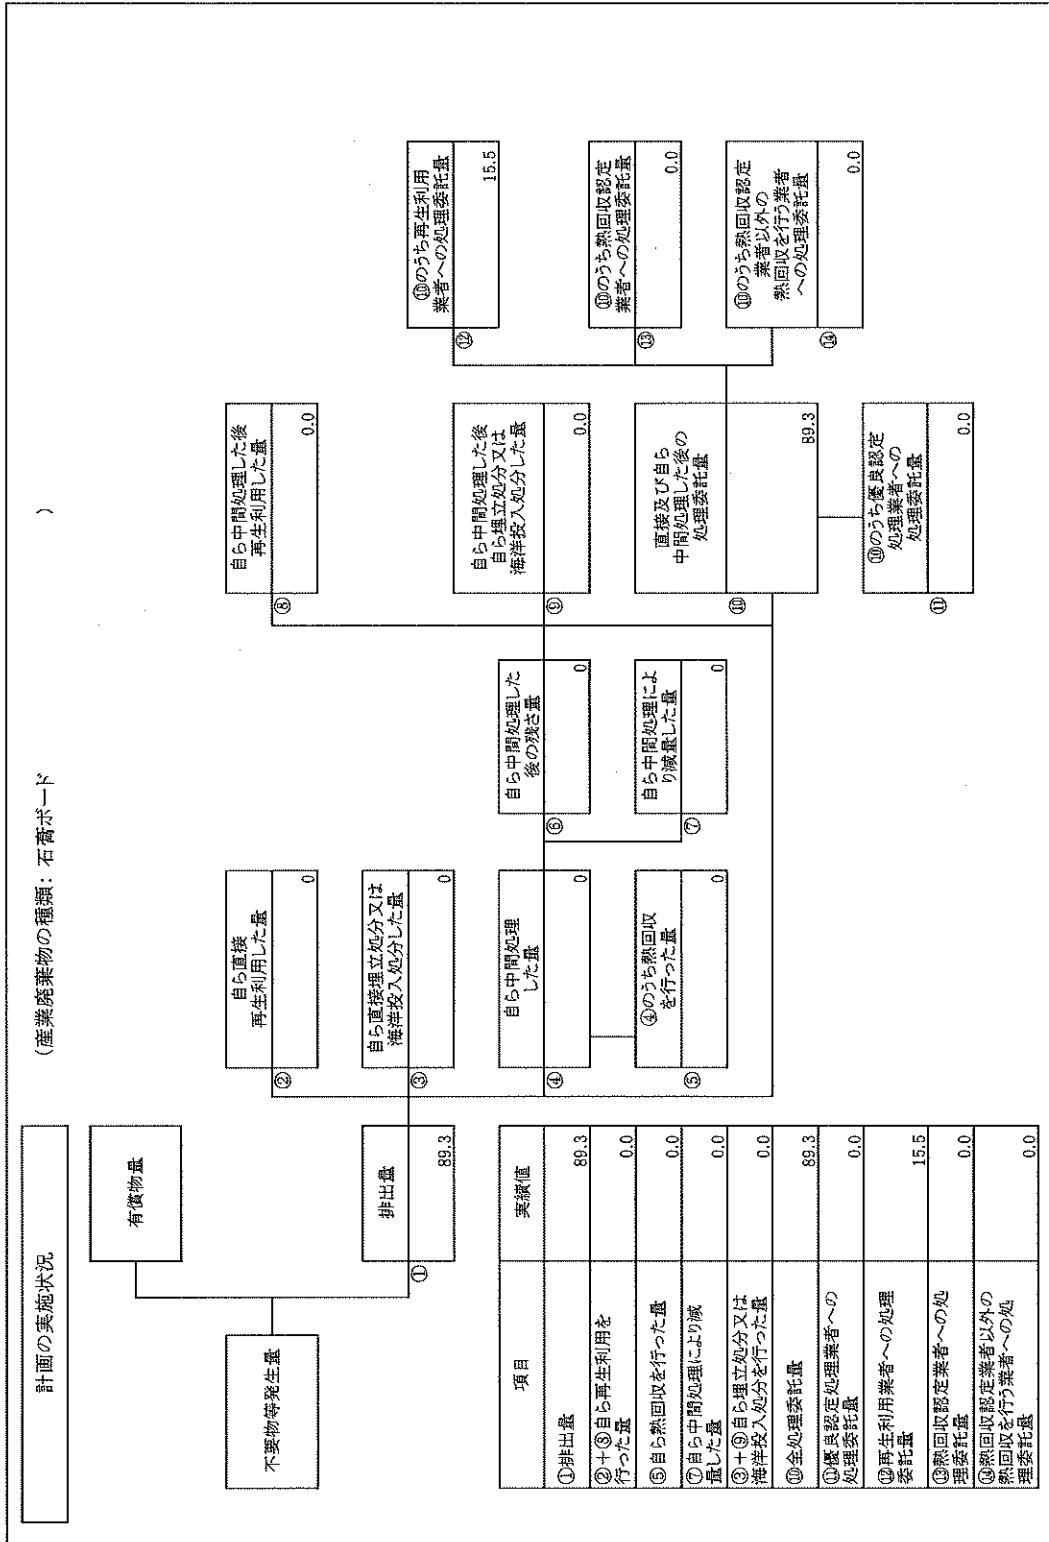 計画の実施状況
(産業廃棄物の種類：石膏ボード
)
不要物等発生量
有償物量
①
排出量
89.3
②
自ら直接
再生利用した量
0
③
自ら直接埋立処分又は
海洋投入処分した量
0
④
自ら中間処理
した量
0
⑤
④のうち熱回収
を行った量
0
⑥
自ら中間処理した
後の残さ量
0
⑦
自ら中間処理によ
り減量した量
0
⑧
自ら中間処理した後
再生利用した量
0.0
⑨
自ら中間処理した後
自ら埋立処分又は
海洋投入処分した量
0.0
⑩
直接及び自ら
中間処理した後の
処理委託量
89.3
⑪
⑩のうち優良認定
処理業者への
処理委託量
0.0
⑫
⑩のうち再生利用
業者への処理委託量
15.5
⑬
⑩のうち熱回収認定
業者への処理委託量
0.0
⑭
⑩のうち熱回収認定
業者以外の
熱回収を行う業者
への処理委託量
0.0
項目 実績値
①排出量 89.3
②＋⑧自ら再生利用を
行った量 0.0
⑤自ら熱回収を行った量 0.0
⑦自ら中間処理により減
量した量 0.0
③＋⑨自ら埋立処分又は
海洋投入処分を行った量 0.0
⑩全処理委託量 89.3
⑪優良認定処理業者への
処理委託量 0.0
⑫再生利用業者への処理
委託量 15.5
⑬熱回収認定業者への処
理委託量 0.0
⑭熱回収認定業者以外の
熱回収を行う業者への処
理委託量 0.0